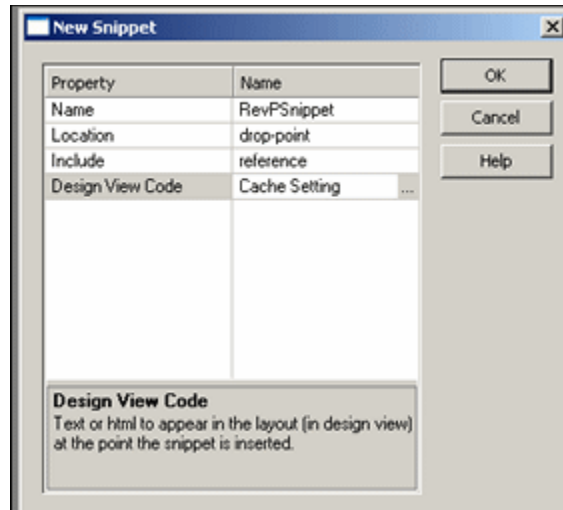 New Snippet
Property Name
Name RevPSnippet
Location drop-point
Include reference
Design View Code Cache Setting ...
Design View Code
Text or html to appear in the layout (in design view)
at the point the snippet is inserted.
OK
Cancel
Help